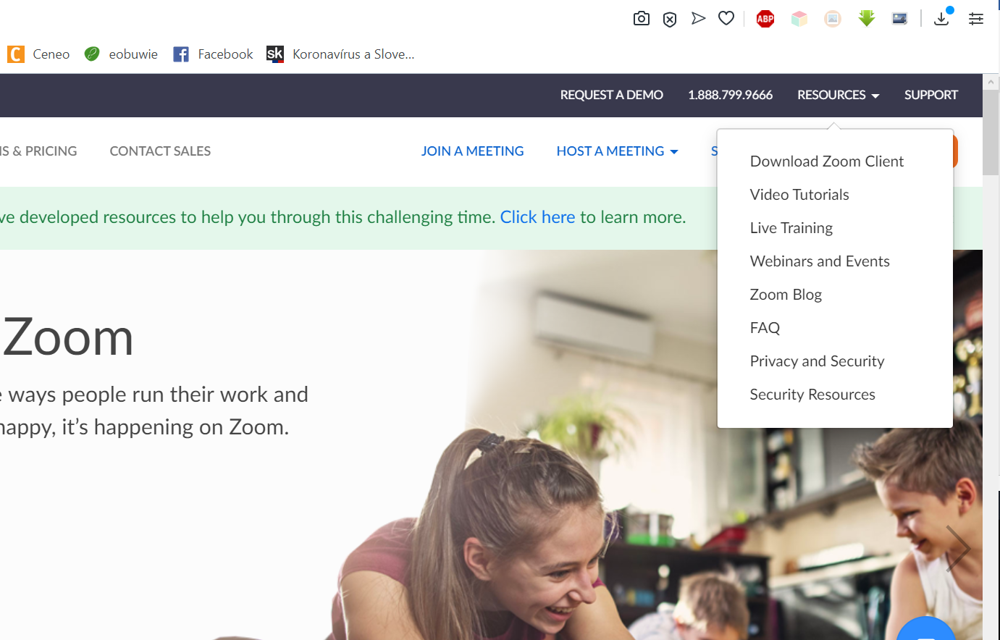 ABP
Ceneo eobuwie Facebook sk Koronavírus a Slove...
REQUEST A DEMO 1.888.799.9666 RESOURCES SUPPORT
& PRICING CONTACT SALES JOIN A MEETING HOST A MEETING
Download Zoom Client
Video Tutorials
Live Training
Webinars and Events
Zoom Blog
FAQ
Privacy and Security
Security Resources
ve developed resources to help you through this challenging time. Click here to learn more.
Zoom
ways people run their work and
happy, it's happening on Zoom.